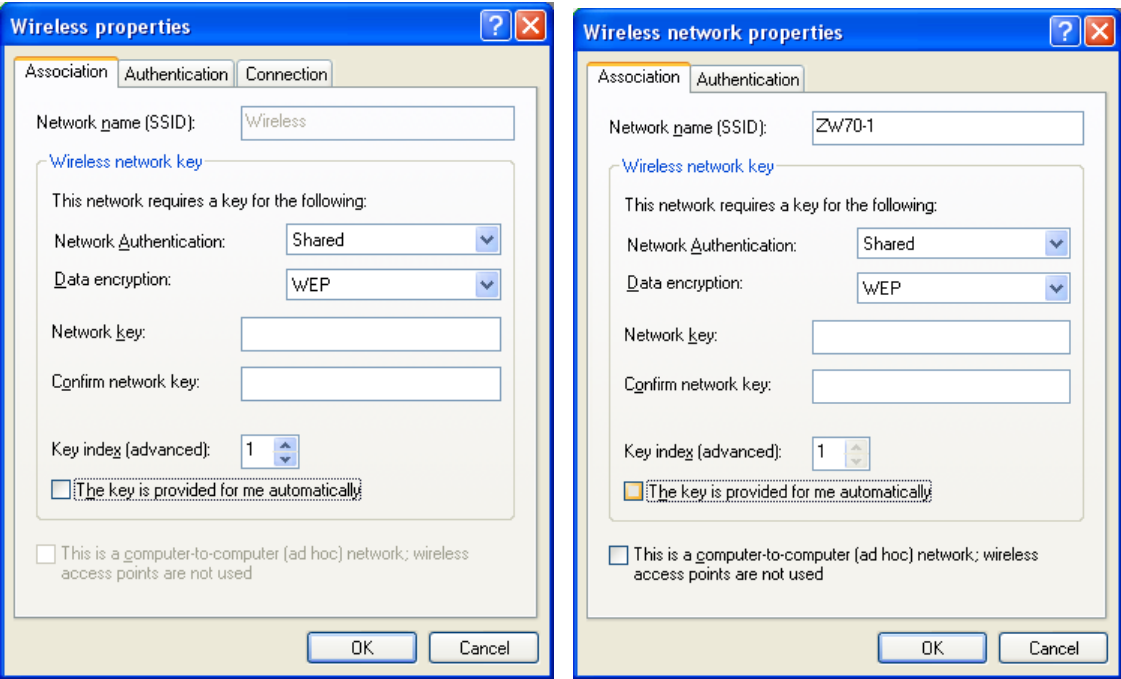 Wireless properties
Association Authentication Connection
Network name (SSID): Wireless
Wireless network key
This network requires a key for the following:
Network Authentication: Shared
Data encryption: WEP
Network key:
Confirm network key:
Key index (advanced): 1
The key is provided for me automatically
This is a computer-to-computer (ad hoc) network; wireless
access points are not used
OK Cancel
Wireless network properties
Association Authentication
Network name (SSID): ZW70-1
Wireless network key
This network requires a key for the following:
Network Authentication: Shared
Data encryption: WEP
Network key:
Confirm network key:
Key index (advanced): 1
The key is provided for me automatically
This is a computer-to-computer (ad hoc) network; wireless
access points are not used
OK Cancel